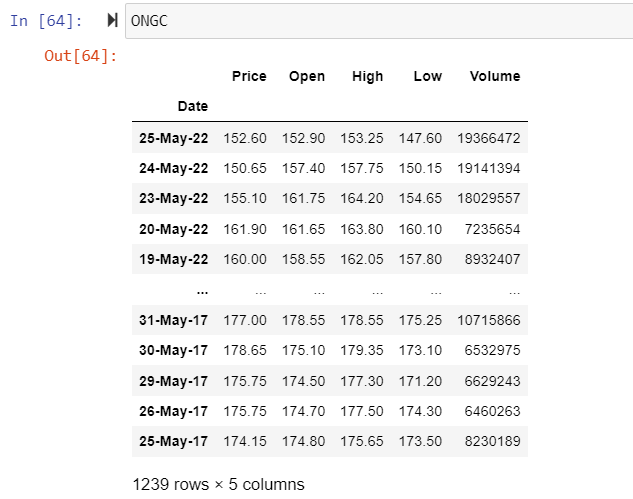 In [64]: ONGC
Out[64]:
Price Open High Low Volume
Date
25-May-22 152.60 152.90 153.25 147.60 19366472
24-May-22 150.65 157.40 157.75 150.15 19141394
23-May-22 155.10 161.75 164.20 154.65 18029557
20-May-22 161.90 161.65 163.80 160.10 7235654
19-May-22 160.00 158.55 162.05 157.80 8932407
... ... ... ... ... ...
31-May-17 177.00 178.55 178.55 175.25 10715866
30-May-17 178.65 175.10 179.35 173.10 6532975
29-May-17 175.75 174.50 177.30 171.20 6629243
26-May-17 175.75 174.70 177.50 174.30 6460263
25-May-17 174.15 174.80 175.65 173.50 8230189
1239 rows × 5 columns